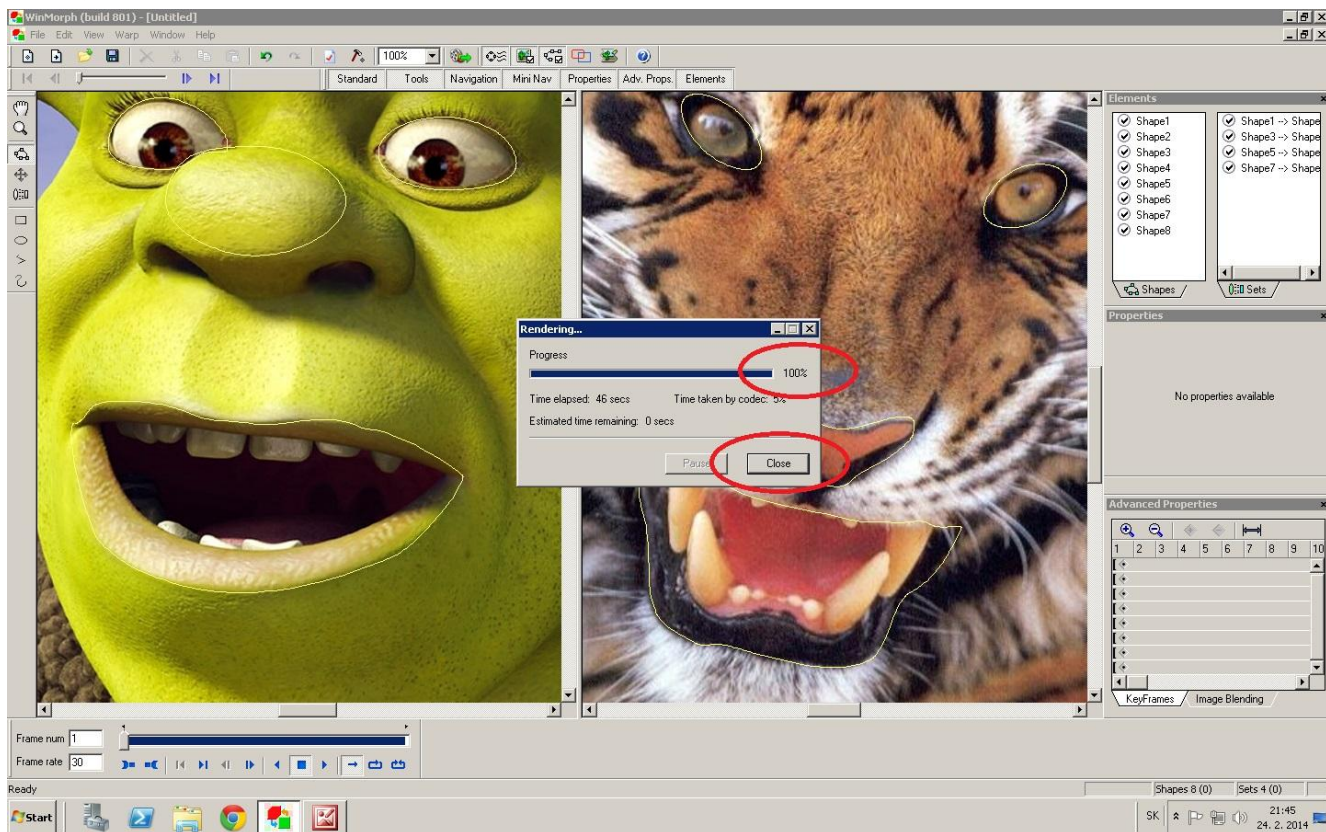 WinMorph (build 801) - [Untitled]
File Edit View Warp Window Help
100%
Standard Tools Navigation Mini Nav Properties Adv. Props. Elements
Elements
Shape1
Shape2
Shape3
Shape4
Shape5
Shape6
Shape7
Shape8
Shape1 --> Shape
Shape3 --> Shape
Shape5 --> Shape
Shape7 --> Shape
Shapes
Sets
Properties
No properties available
Rendering...
Progress
100%
Time elapsed: 46 secs Time taken by codec: 5%
Estimated time remaining: 0 secs
Pause Close
Advanced Properties
1 2 3 4 5 6 7 8 9 10
KeyFrames Image Blending
Frame num 1
Frame rate 30
Ready
Shapes 8 (0) Sets 4 (0)
Start
SK
21:45
24. 2. 2014